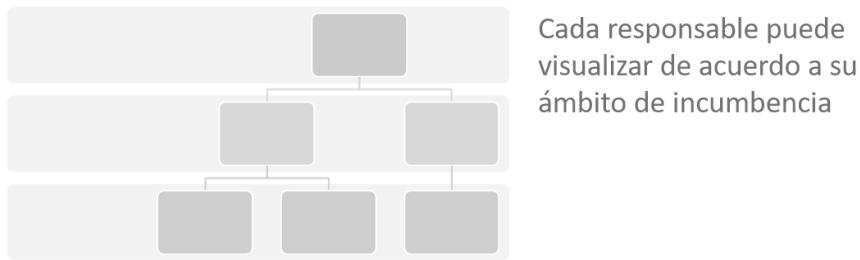 Cada responsable puede
visualizar de acuerdo a su
ámbito de incumbencia